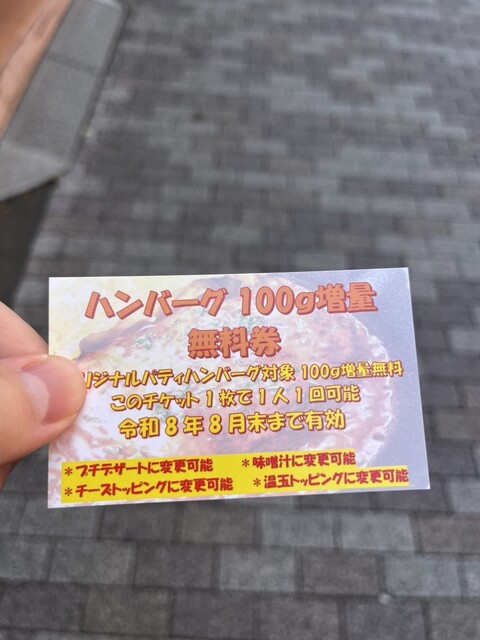 ハンバーグ 100g増量
無料券
リジナルパティハンバーグ対象 100g増量無料
このチケット1枚で1人1回可能
令和8年8月末まで有効
*プチデザートに変更可能 *味噌汁に変更可能
*チーズトッピングに変更可能 *温玉トッピングに変更可能